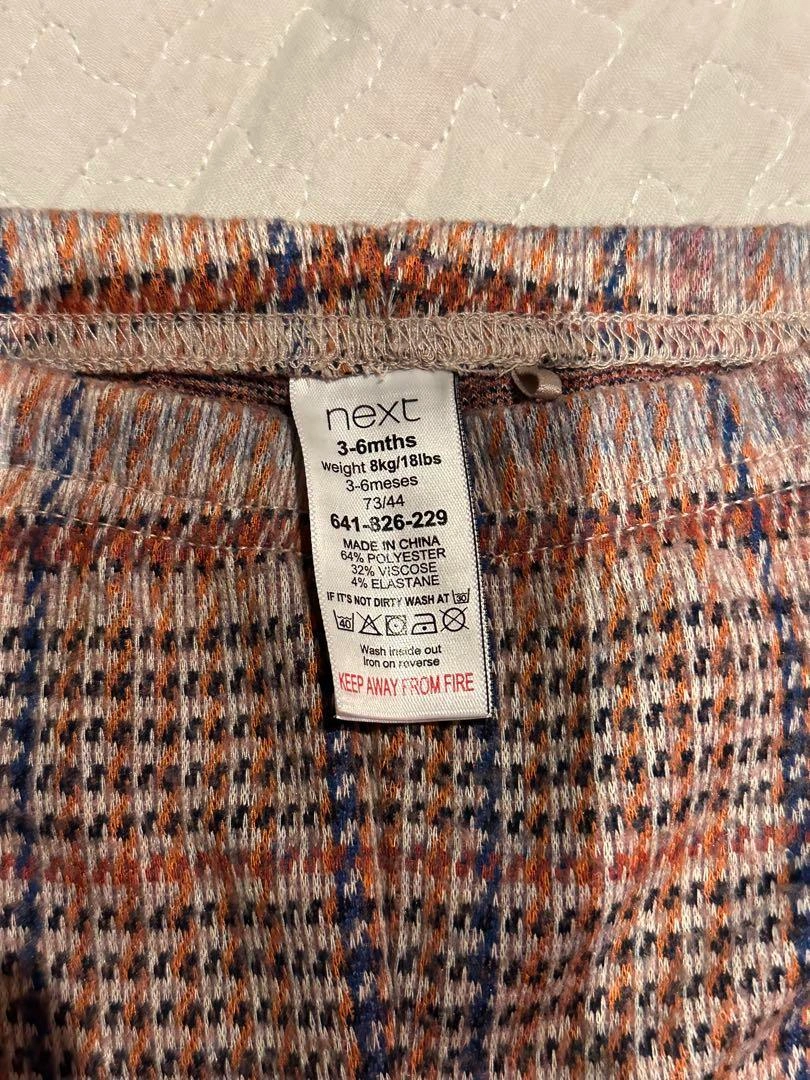 next
3-6mths
weight 8kg/18lbs
3-6meses
73/44
641-826-229
MADE IN CHINA
64% POLYESTER
32% VISCOSE
4% ELASTANE
IF IT'S NOT DIRTY WASH AT 30
40
Wash inside out
Iron on reverse
KEEP AWAY FROM FIRE